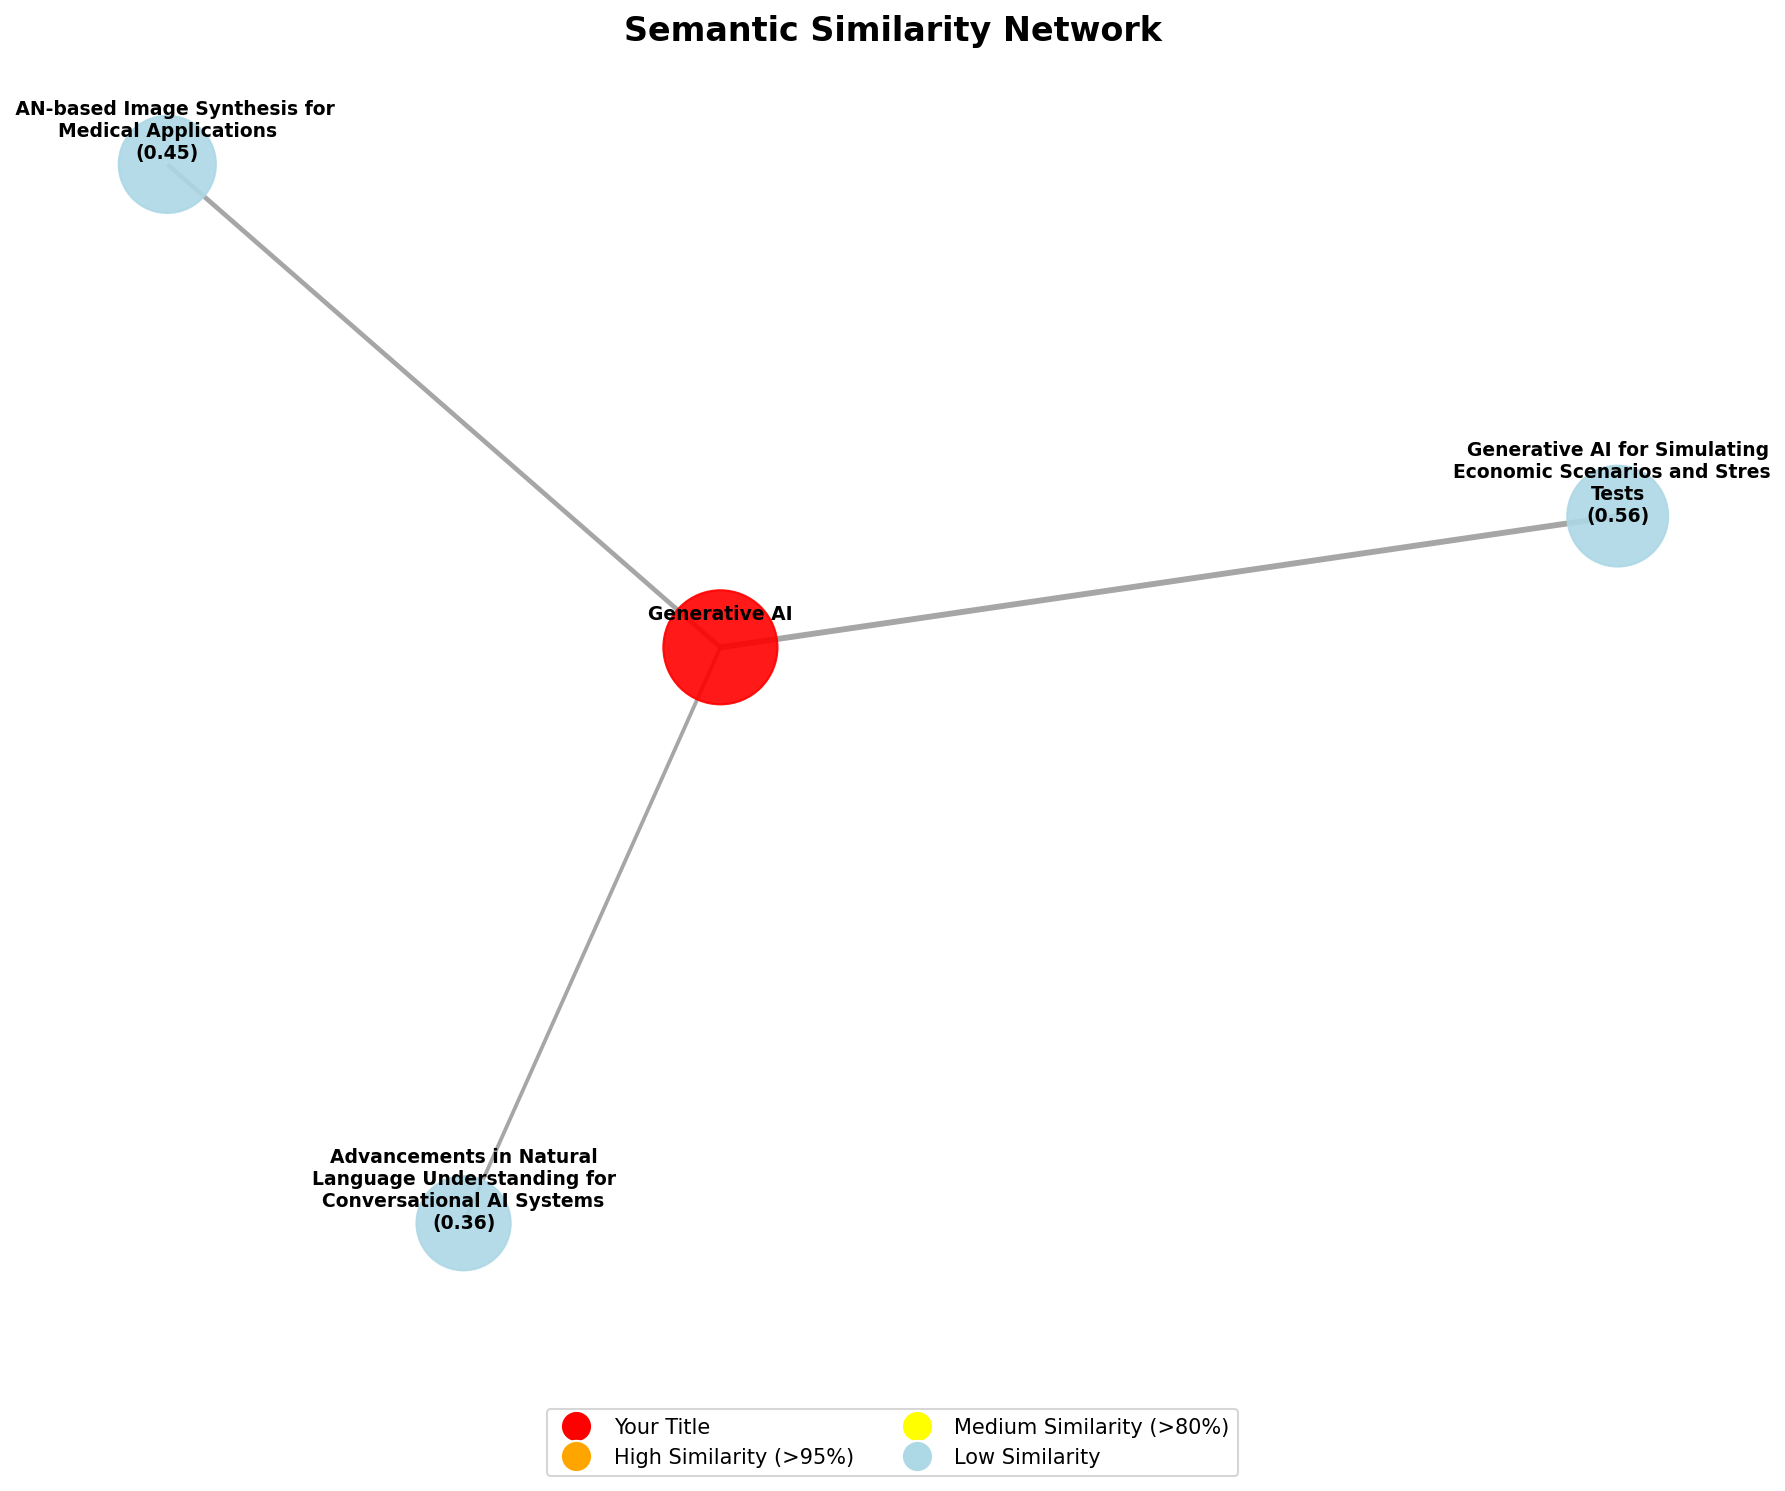 Semantic Similarity Network
AN-based Image Synthesis for
Medical Applications
(0.45)
Generative AI for Simulating
Economic Scenarios and Stres
Tests
(0.56)
Generative AI
Advancements in Natural
Language Understanding for
Conversational AI Systems
(0.36)
Your Title
High Similarity (>95%)
Medium Similarity (>80%)
Low Similarity